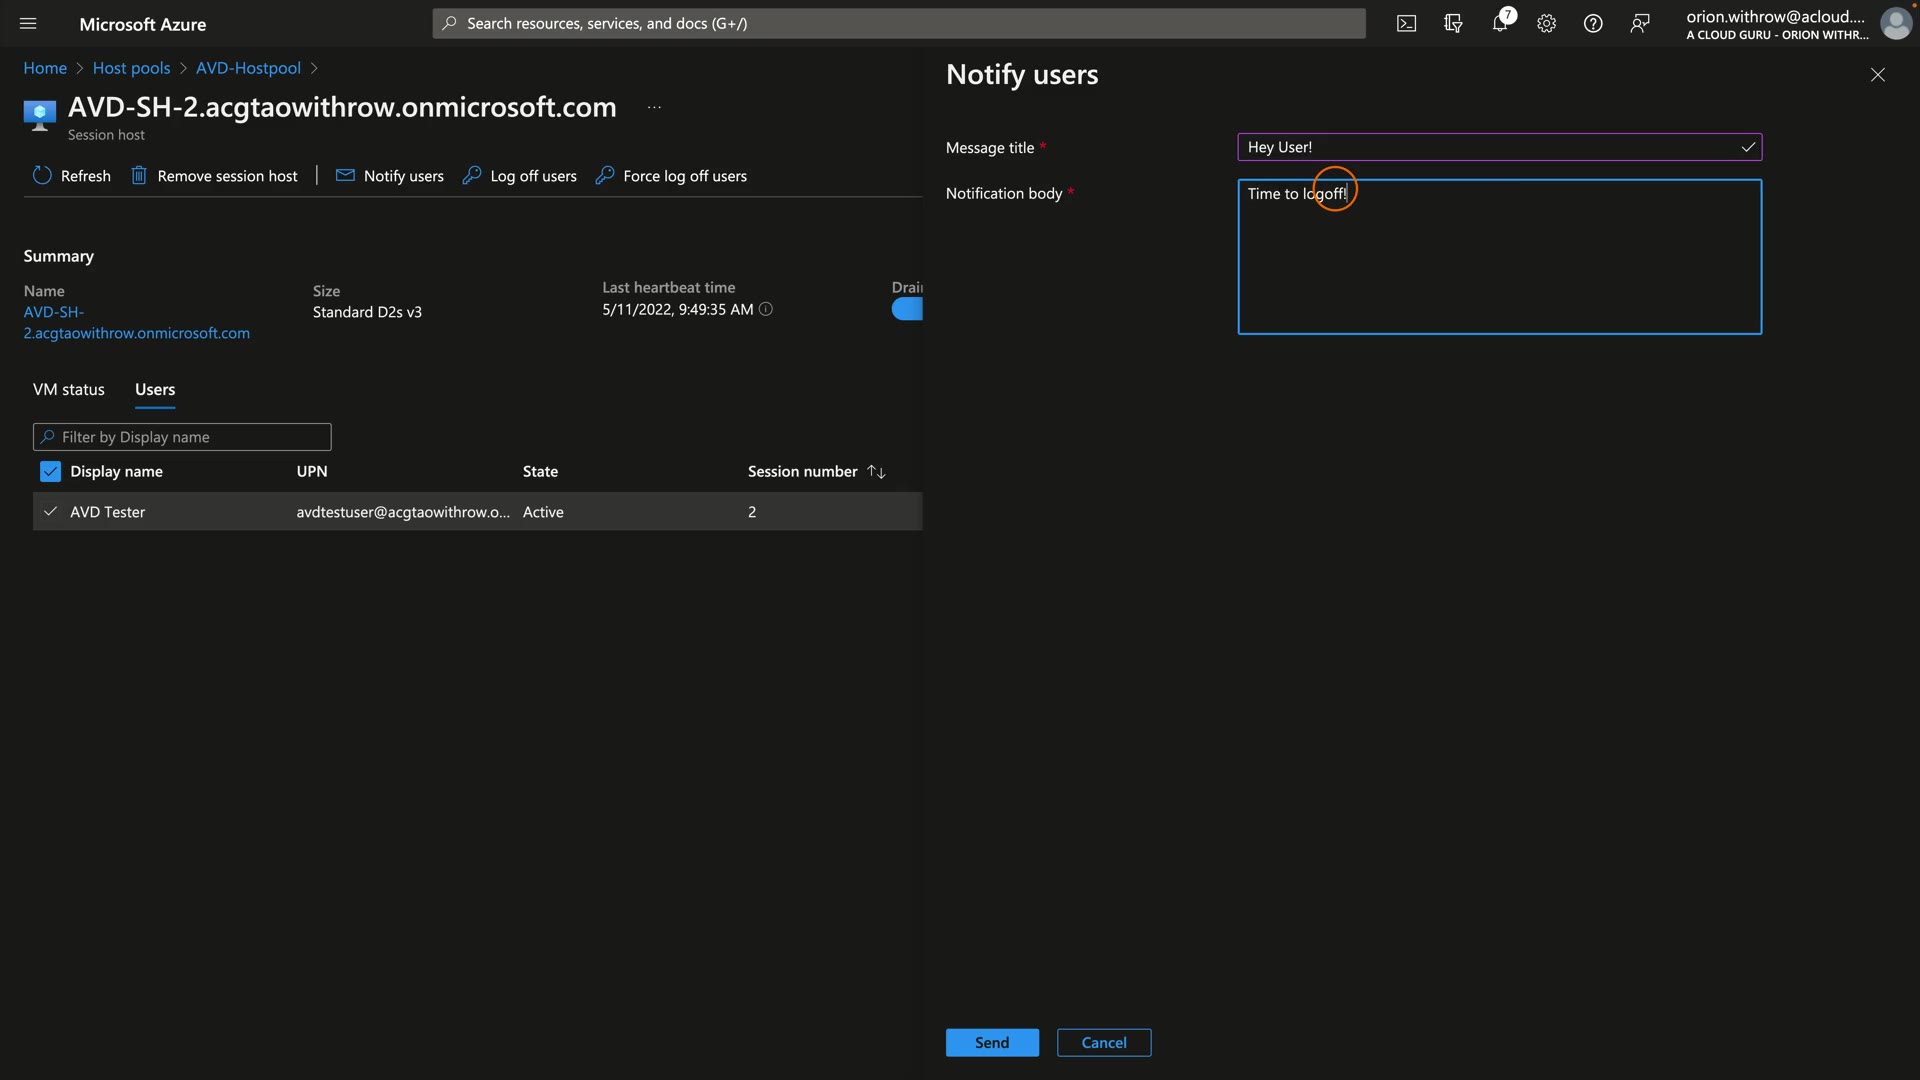 Microsoft Azure
Search resources, services, and docs (G+/)
7
orion.withrow@acloud....
A CLOUD GURU - ORION WITHR...
Home > Host pools > AVD-Hostpool >
AVD-SH-2.acgtaowithrow.onmicrosoft.com ...
Session host
Refresh Remove session host | Notify users Log off users Force log off users
Summary
Name
AVD-SH-
2.acgtaowithrow.onmicrosoft.com
Size
Standard D2s v3
Last heartbeat time
5/11/2022, 9:49:35 AM
Drai
VM status Users
Filter by Display name
Display name UPN State Session number
AVD Tester avdtestuser@acgtaowithrow.o... Active 2
Notify users
Message title *
Hey User!
Notification body *
Time to logoff!
Send Cancel